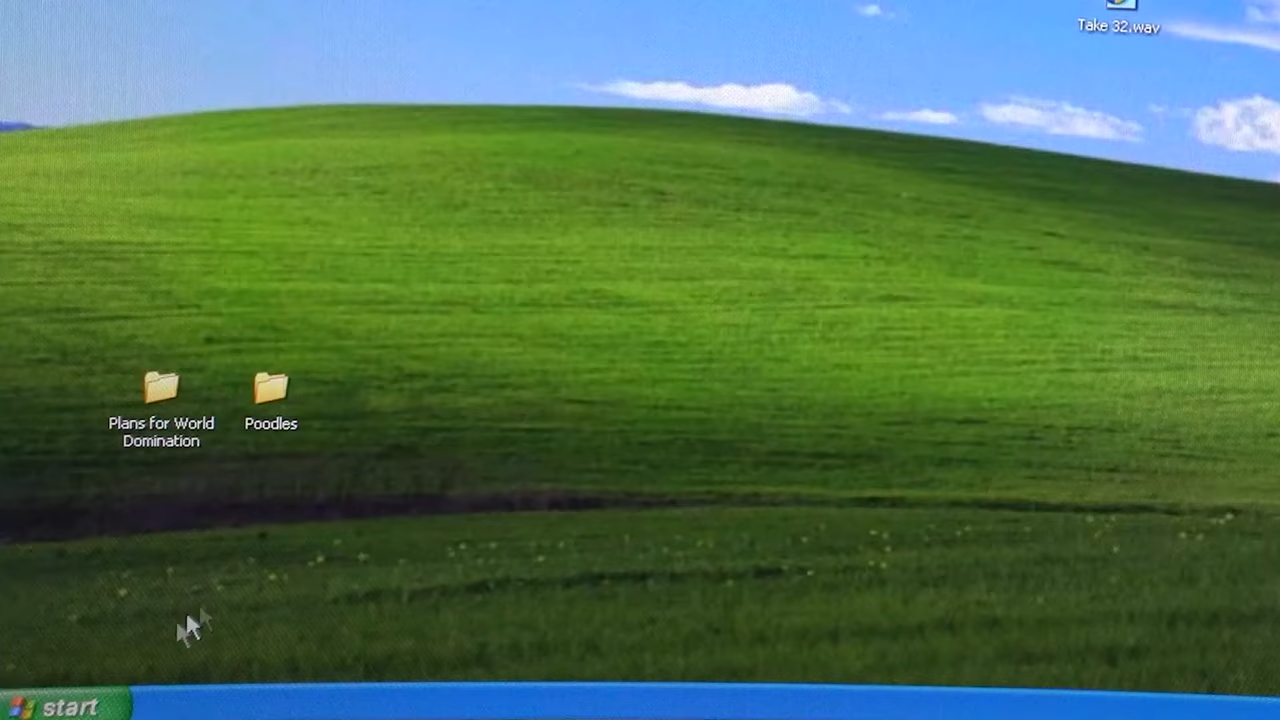 Take 32.wav
Plans for World
Domination
Poodles
start